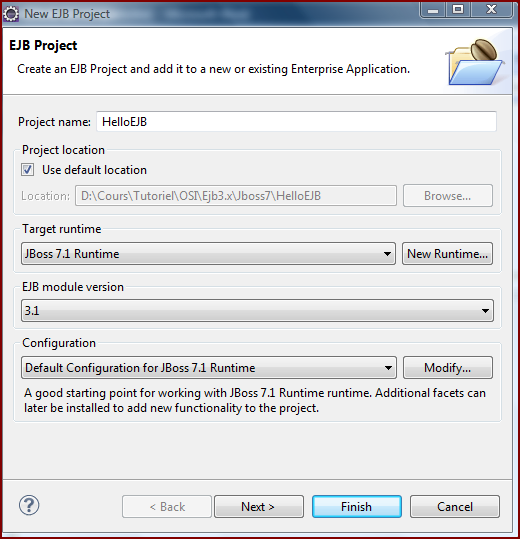 New EJB Project
EJB Project
Create an EJB Project and add it to a new or existing Enterprise Application.
Project name: HelloEJB
Project location
Use default location
Location: D:\Cours\Tutoriel\OSI\Ejb3.x\Jboss7\HelloEJB Browse...
Target runtime
JBoss 7.1 Runtime New Runtime...
EJB module version
3.1
Configuration
Default Configuration for JBoss 7.1 Runtime Modify...
A good starting point for working with JBoss 7.1 Runtime runtime. Additional facets can
later be installed to add new functionality to the project.
? < Back Next > Finish Cancel